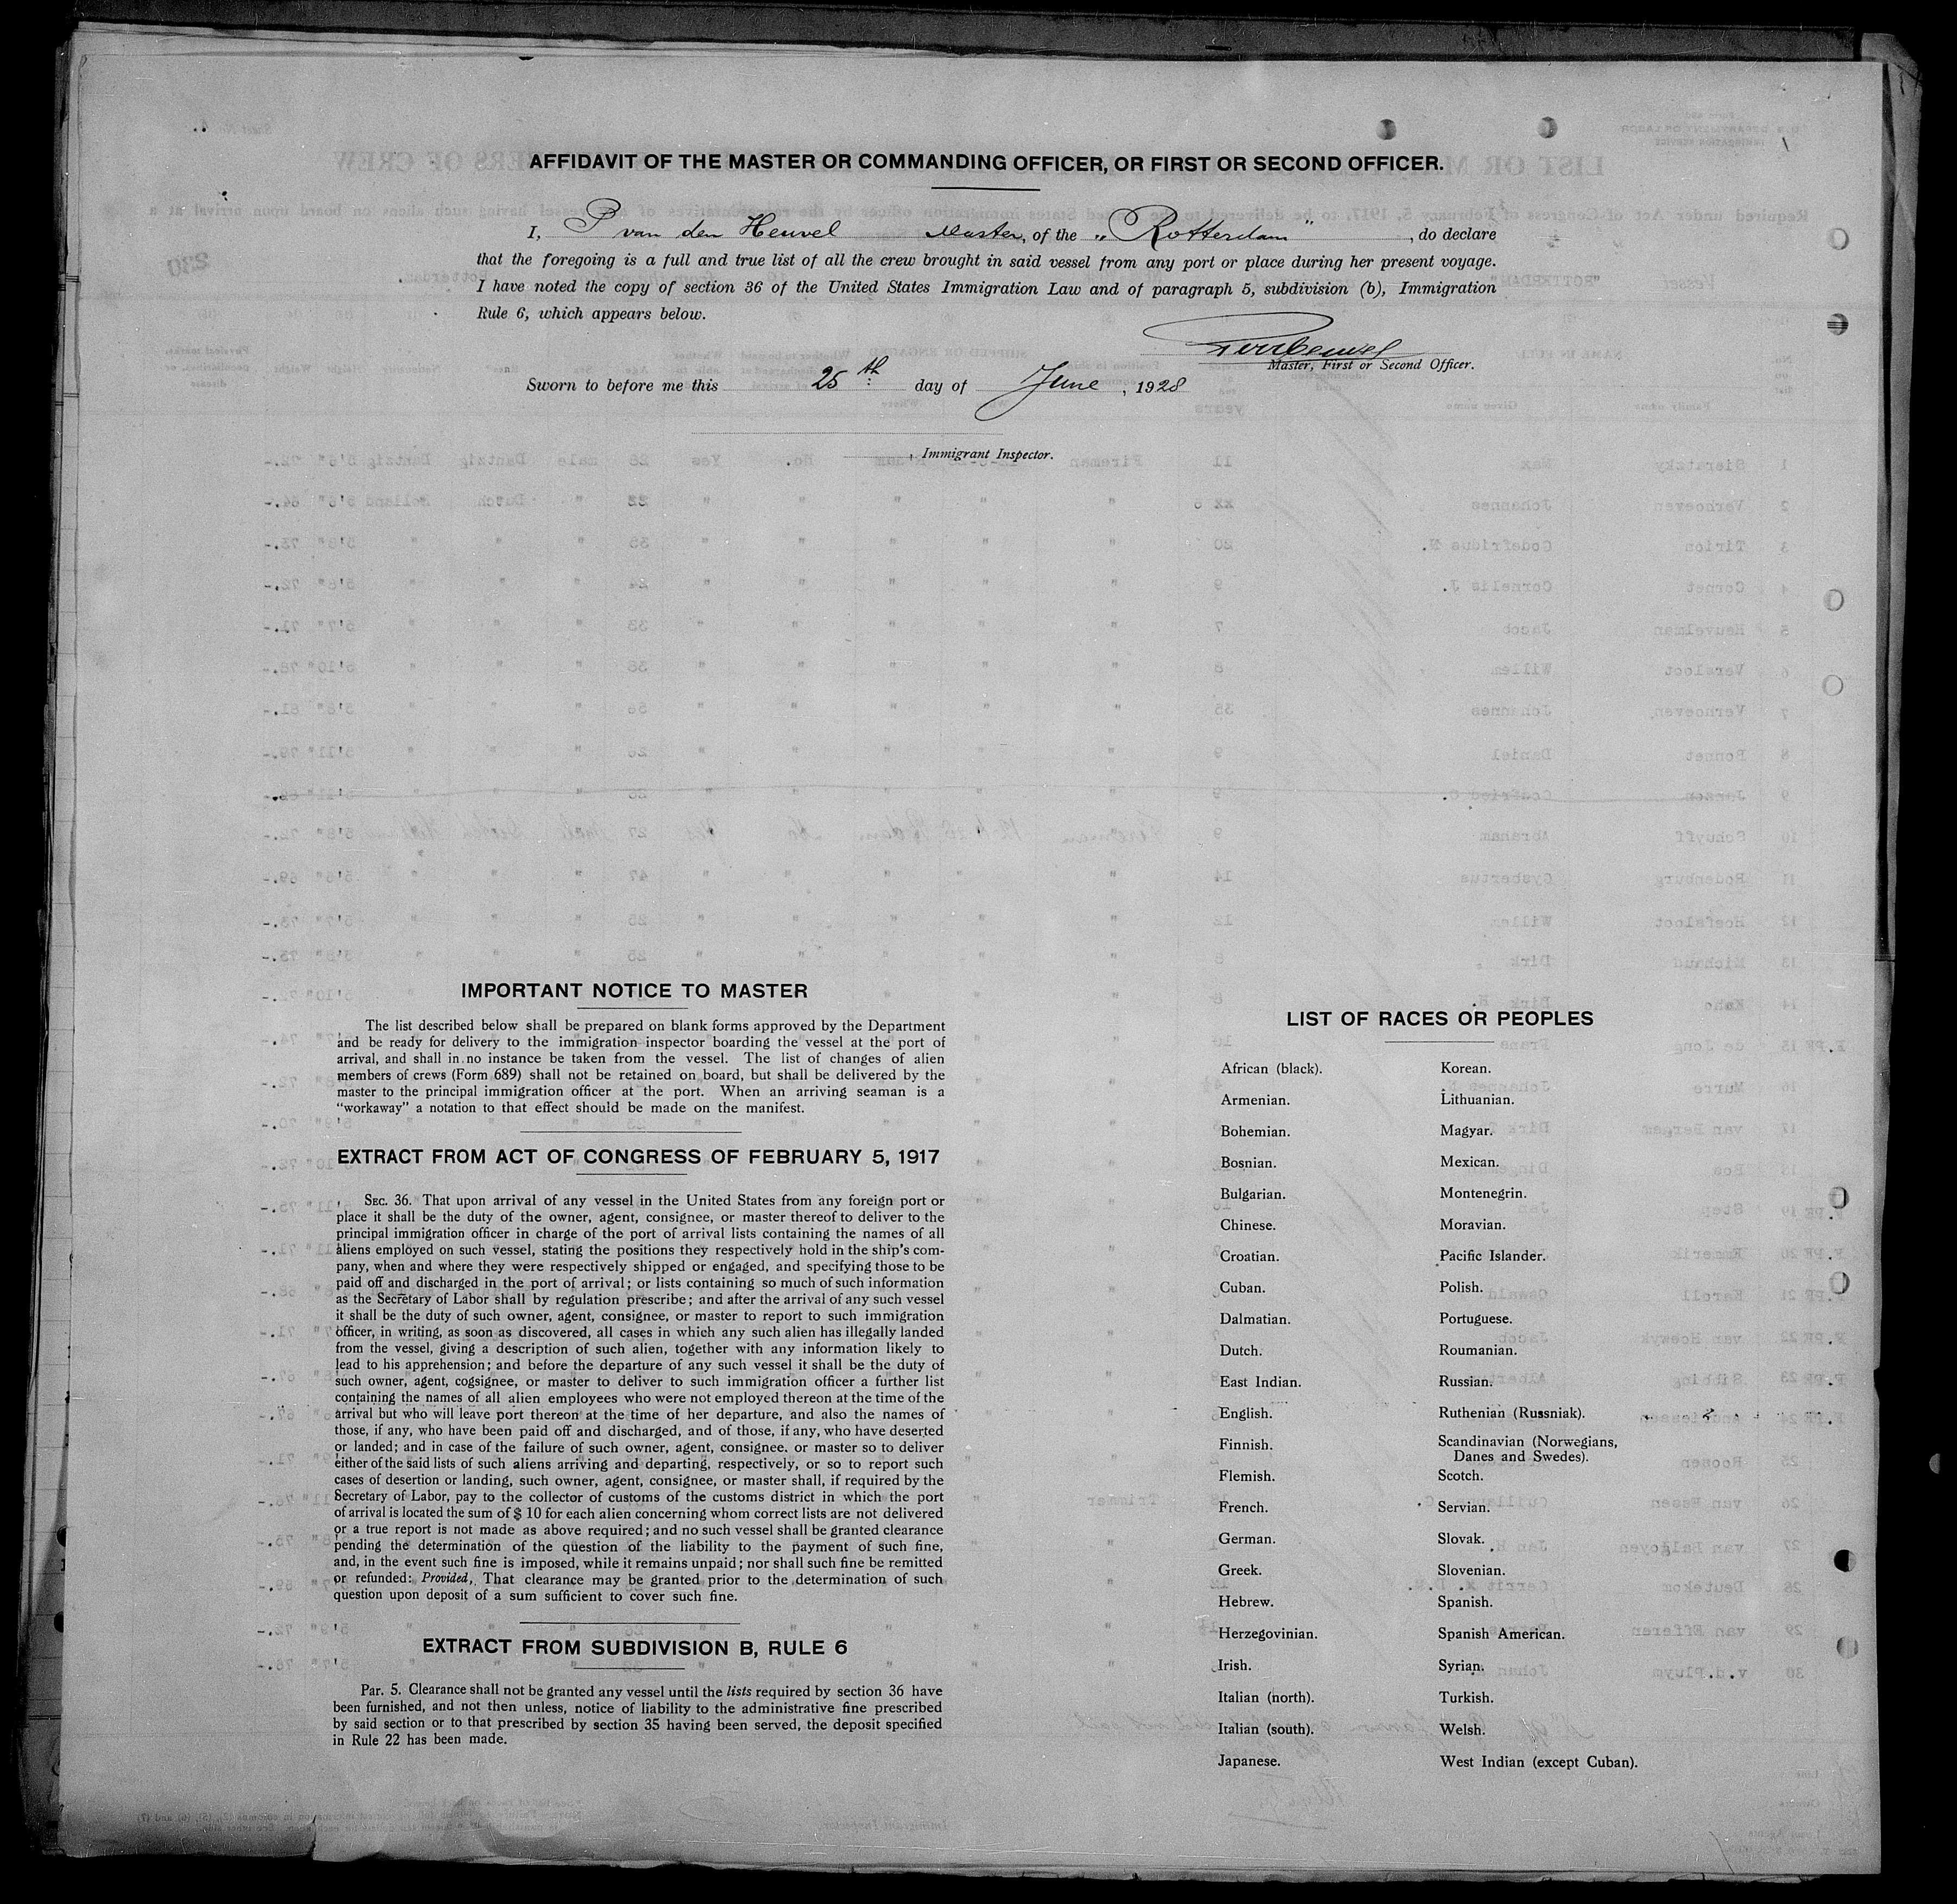 AFFIDAVIT OF THE MASTER OR COMMANDING OFFICER, OR FIRST OR SECOND OFFICER.
I, P van den Heuvel Master, of the "Rotterdam", do declare
that the foregoing is a full and true list of all the crew brought in said vessel from any port or place during her present voyage.
I have noted the copy of section 36 of the United States Immigration Law and of paragraph 5, subdivision (b), Immigration
Rule 6, which appears below.
Master, First or Second Officer.
Sworn to before me this 25th day of June, 1928
, Immigrant Inspector.
IMPORTANT NOTICE TO MASTER
The list described below shall be prepared on blank forms approved by the Department
and be ready for delivery to the immigration inspector boarding the vessel at the port of
arrival, and shall in no instance be taken from the vessel. The list of changes of alien
members of crews (Form 689) shall not be retained on board, but shall be delivered by the
master to the principal immigration officer at the port. When an arriving seaman is a
"workaway" a notation to that effect should be made on the manifest.
EXTRACT FROM ACT OF CONGRESS OF FEBRUARY 5, 1917
SEC. 36. That upon arrival of any vessel in the United States from any foreign port or
place it shall be the duty of the owner, agent, consignee, or master thereof to deliver to the
principal immigration officer in charge of the port of arrival lists containing the names of all
aliens employed on such vessel, stating the positions they respectively hold in the ship's com-
pany, when and where they were respectively shipped or engaged, and specifying those to be
paid off and discharged in the port of arrival; or lists containing so much of such information
as the Secretary of Labor shall by regulation prescribe; and after the arrival of any such vessel
it shall be the duty of such owner, agent, consignee, or master to report to such immigration
officer, in writing, as soon as discovered, all cases in which any such alien has illegally landed
from the vessel, giving a description of such alien, together with any information likely to
lead to his apprehension; and before the departure of any such vessel it shall be the duty of
such owner, agent, cogsignee, or master to deliver to such immigration officer a further list
containing the names of all alien employees who were not employed thereon at the time of the
arrival but who will leave port thereon at the time of her departure, and also the names of
those, if any, who have been paid off and discharged, and of those, if any, who have deserted
or landed; and in case of the failure of such owner, agent, consignee. or master so to deliver
either of the said lists of such aliens arriving and departing, respectively, or so to report such
cases of desertion or landing, such owner, agent, consignee, or master shall, if required by the
Secretary of Labor, pay to the collector of customs of the customs district in which the port
of arrival is located the sum of $ 10 for each alien concerning whom correct lists are not delivered
or a true report is not made as above required; and no such vessel shall be granted clearance
pending the determination of the question of the liability to the payment of such fine,
and, in the event such fine is imposed, while it remains unpaid; nor shall such fine be remitted
or refunded: Provided, That clearance may be granted prior to the determination of such
question upon deposit of a sum sufficient to cover such fine.
EXTRACT FROM SUBDIVISION B, RULE 6
Par. 5. Clearance shall not be granted any vessel until the lists required by section 36 have
been furnished, and not then unless, notice of liability to the administrative fine prescribed
by said section or to that prescribed by section 35 having been served, the deposit specified
in Rule 22 has been made.
LIST OF RACES OR PEOPLES
African (black).
Armenian.
Bohemian.
Bosnian.
Bulgarian.
Chinese.
Croatian.
Cuban.
Dalmatian.
Dutch.
East Indian.
English.
Finnish.
Flemish.
French.
German.
Greek.
Hebrew.
Herzegovinian.
Irish.
Italian (north).
Italian (south).
Japanese.
Korean.
Lithuanian.
Magyar.
Mexican.
Montenegrin.
Moravian.
Pacific Islander.
Polish.
Portuguese.
Roumanian.
Russian.
Ruthenian (Russniak).
Scandinavian (Norwegians,
Danes and Swedes).
Scotch.
Servian.
Slovak.
Slovenian.
Spanish.
Spanish American.
Syrian.
Turkish.
Welsh.
West Indian (except Cuban).